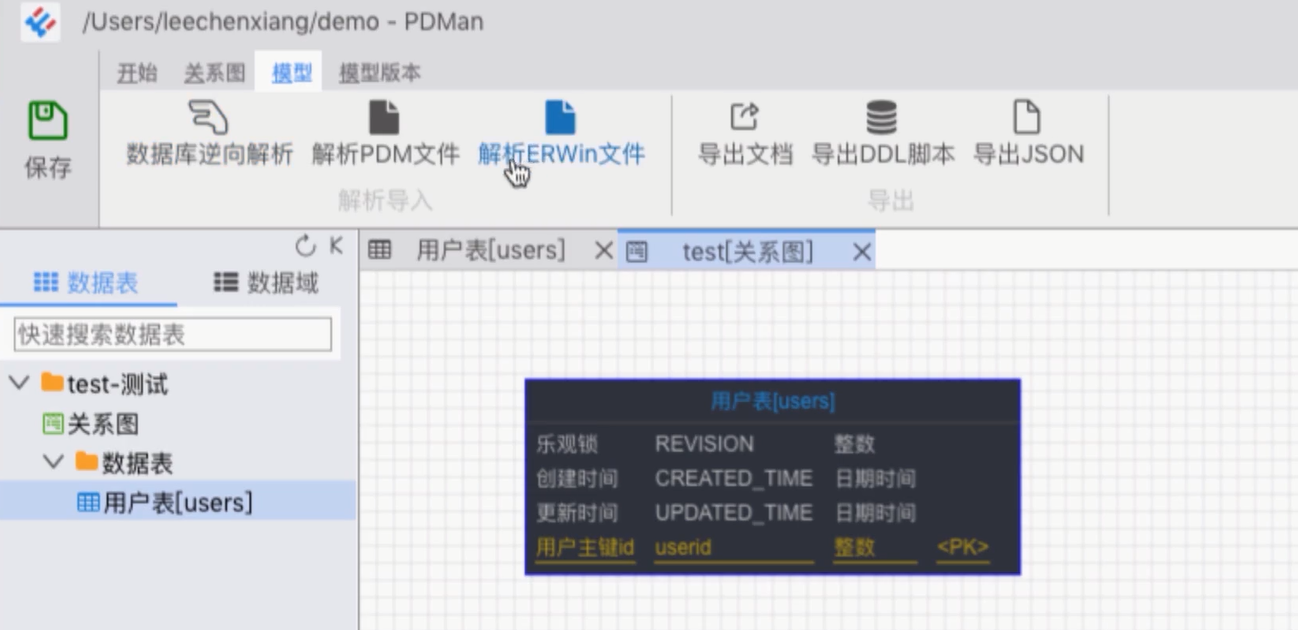 /Users/leechenxiang/demo - PDMan
开始 关系图 模型 模型版本
保存
数据库逆向解析 解析PDM文件 解析ERWin文件 导出文档 导出DDL脚本 导出JSON
解析导入 导出
用户表[users] test[关系图]
数据表 数据域
快速搜索数据表
test-测试
关系图
数据表
用户表[users]
用户表[users]
乐观锁 REVISION 整数
创建时间 CREATED_TIME 日期时间
更新时间 UPDATED_TIME 日期时间
用户主键id userid 整数 <PK>